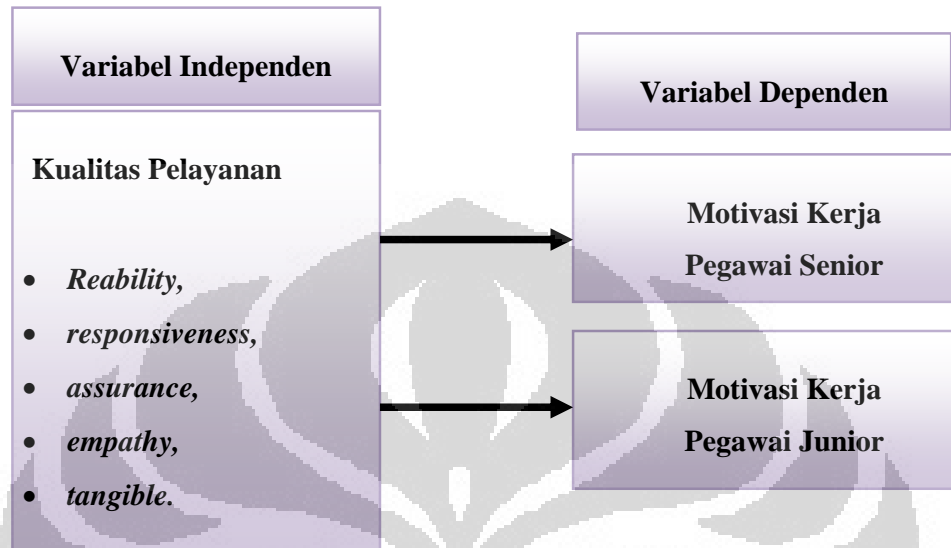 Variabel Independen
Kualitas Pelayanan
• Reability,
• responsiveness,
• assurance,
• empathy,
• tangible.
Variabel Dependen
Motivasi Kerja
Pegawai Senior
Motivasi Kerja
Pegawai Junior